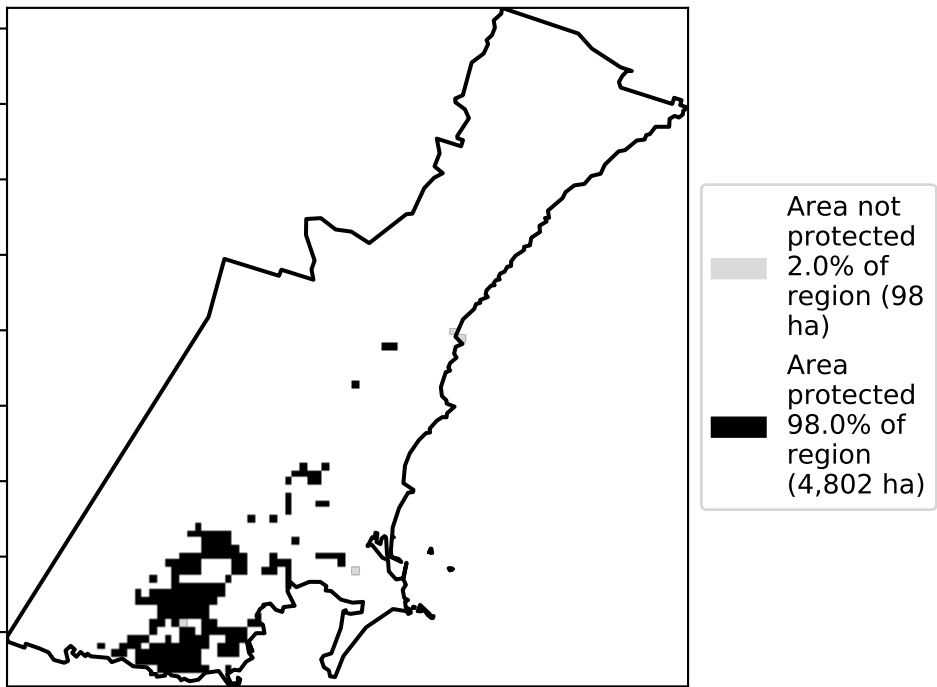 Area not
protected
2.0% of
region (98
ha)
Area
protected
98.0% of
region
(4,802 ha)